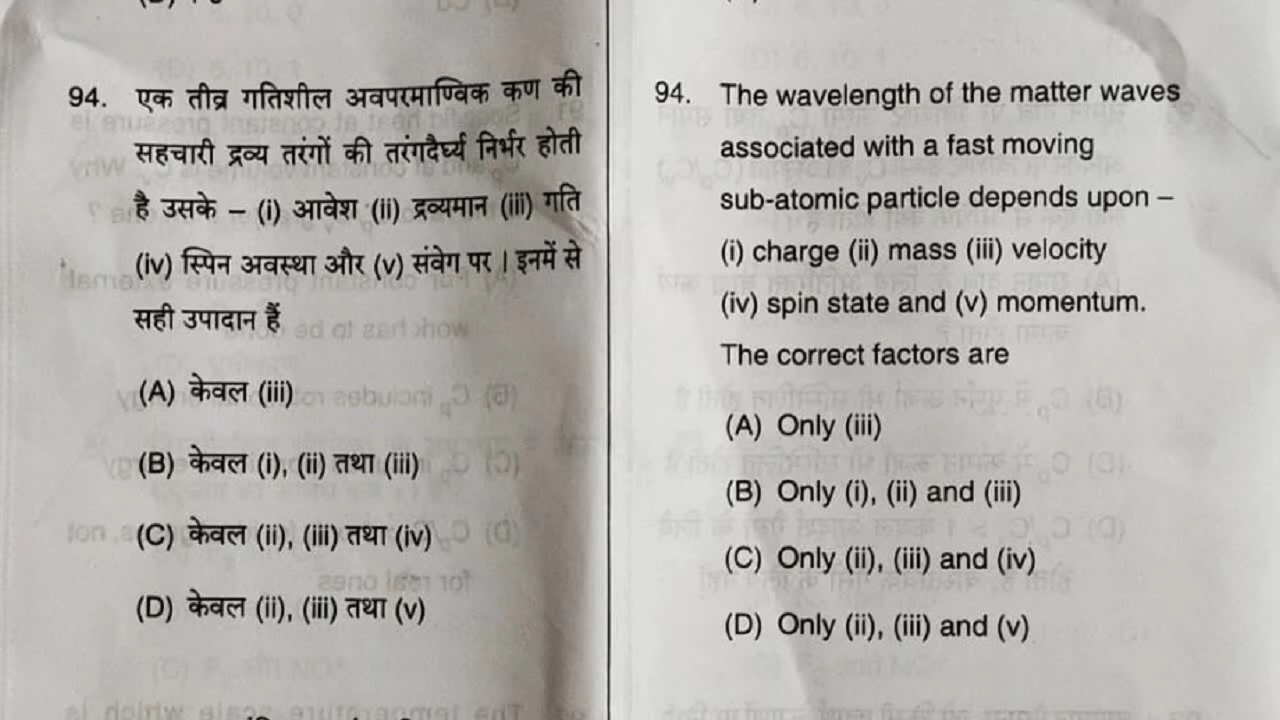 94. एक तीव्र गतिशील अवपरमाण्विक कण की
सहचारी द्रव्य तरंगों की तरंगदैर्घ्य निर्भर होती
है उसके – (i) आवेश (ii) द्रव्यमान (iii) गति
(iv) स्पिन अवस्था और (v) संवेग पर । इनमें से
सही उपादान हैं
(A) केवल (iii)
(B) केवल (i), (ii) तथा (iii)
(C) केवल (ii), (iii) तथा (iv)
(D) केवल (ii), (iii) तथा (v)
94. The wavelength of the matter waves
associated with a fast moving
sub-atomic particle depends upon –
(i) charge (ii) mass (iii) velocity
(iv) spin state and (v) momentum.
The correct factors are
(A) Only (iii)
(B) Only (i), (ii) and (iii)
(C) Only (ii), (iii) and (iv)
(D) Only (ii), (iii) and (v)